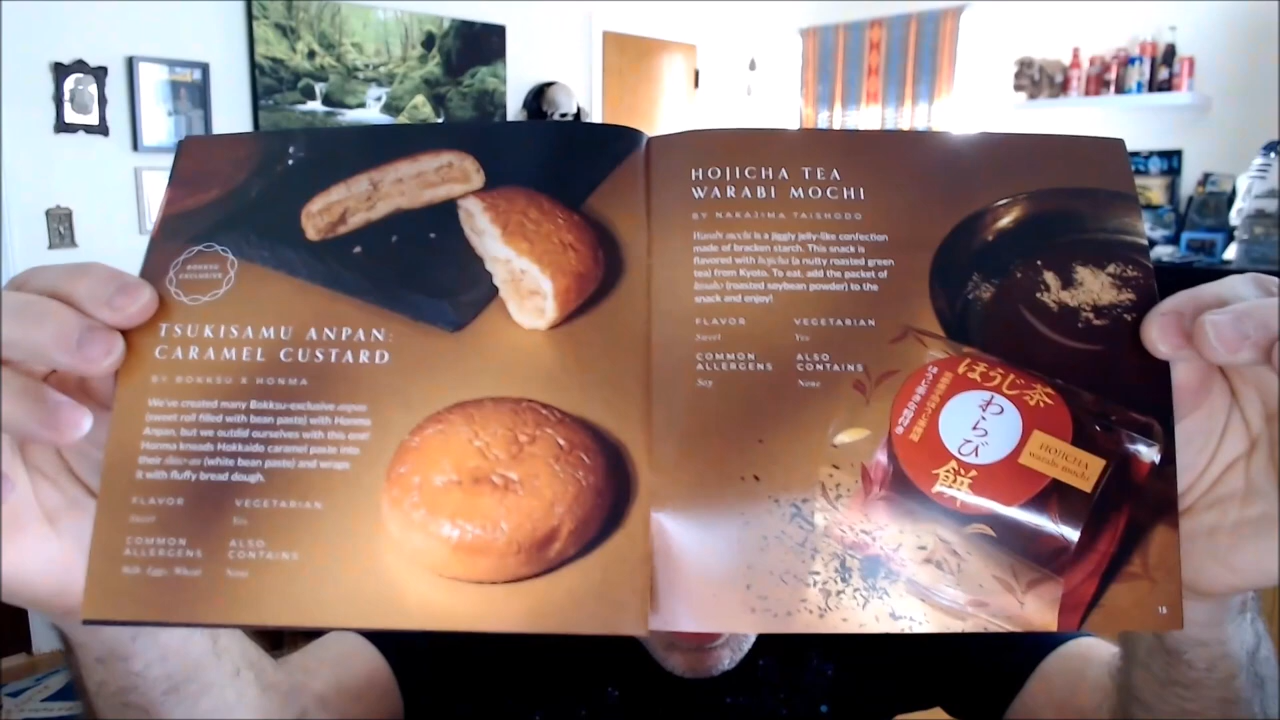 BOKKSU
EXCLUSIVE
TSUKISAMU ANPAN:
CARAMEL CUSTARD
BY BOKKSU X HONMA
We've created many Bokksu-exclusive anpan
(sweet roll filled with bean paste) with Honma
Anpan, but we outdid ourselves with this one!
Honma kneads Hokkaido caramel paste into
their shiro-an (white bean paste) and wraps
it with fluffy bread dough.
FLAVOR
Sweet
VEGETARIAN
Yes
COMMON
ALLERGENS
Milk, Eggs, Wheat
ALSO
CONTAINS
None
HOJICHA TEA
WARABI MOCHI
BY NAKAJIMA TAISHODO
Warabi mochi is a jiggly jelly-like confection
made of bracken starch. This snack is
flavored with hojicha (a nutty roasted green
tea) from Kyoto. To eat, add the packet of
kinako (roasted soybean powder) to the
snack and enjoy!
FLAVOR
Sweet
VEGETARIAN
Yes
COMMON
ALLERGENS
Soy
ALSO
CONTAINS
None
ほうじ茶
わらび
餅
HOJICHA
warabi mochi
15